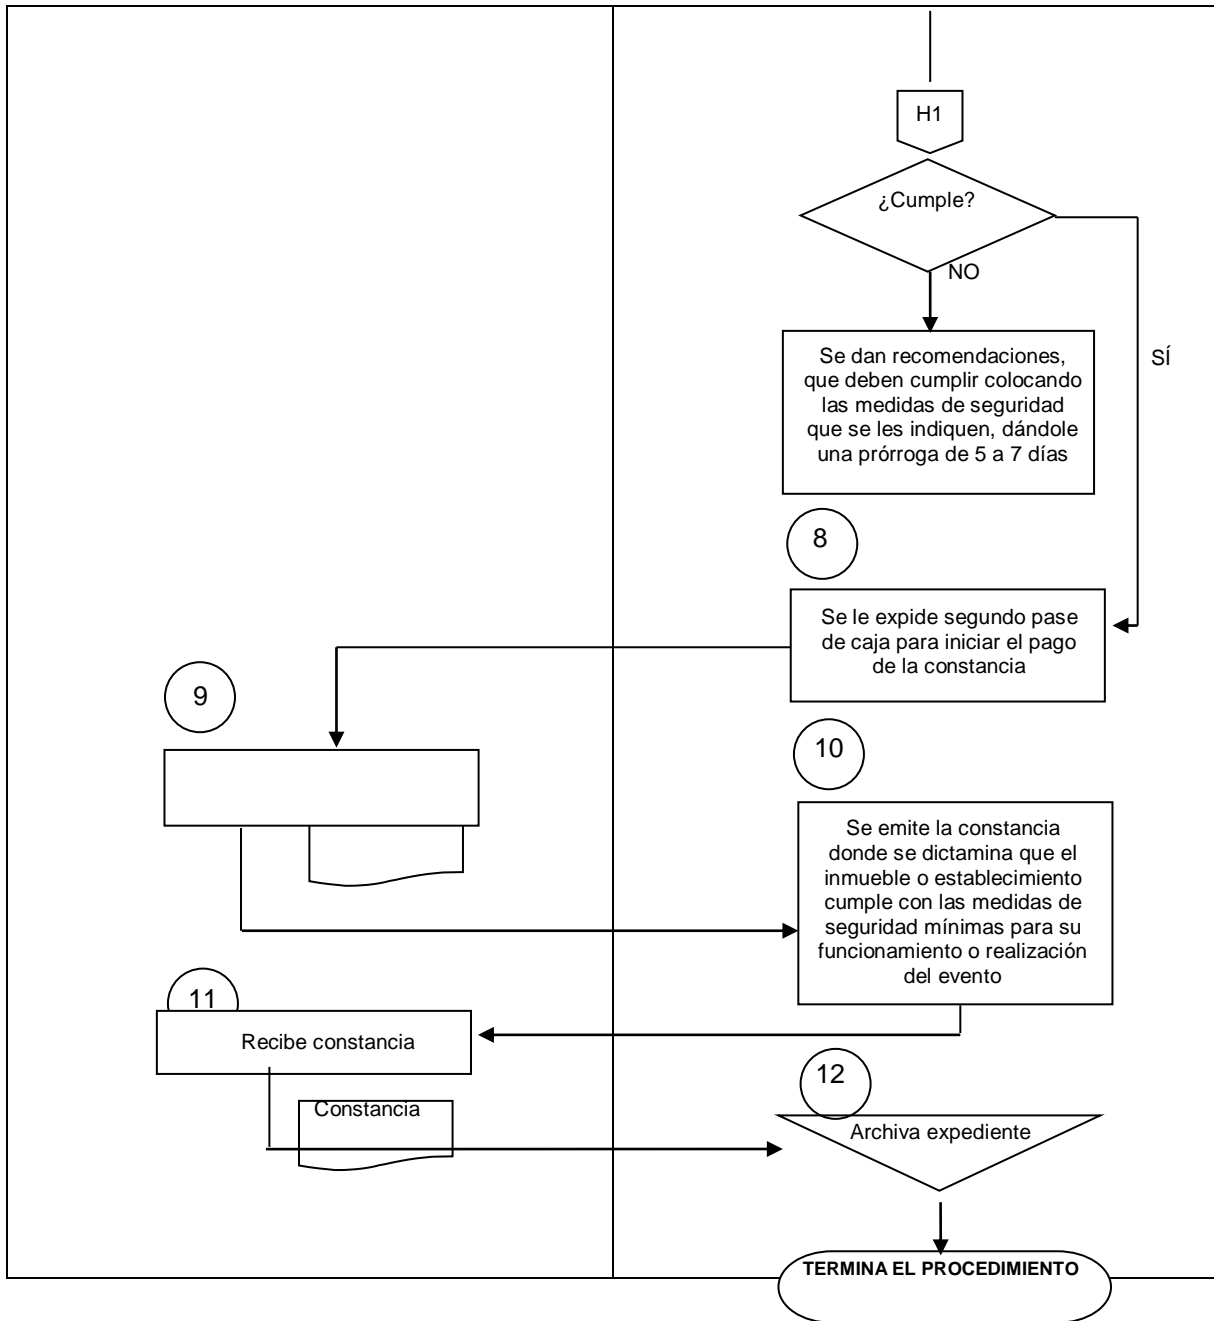 H1
¿Cumple?
NO
SÍ
Se dan recomendaciones,
que deben cumplir colocando
las medidas de seguridad
que se les indiquen, dándole
una prórroga de 5 a 7 días
8
Se le expide segundo pase
de caja para iniciar el pago
de la constancia
9
10
Se emite la constancia
donde se dictamina que el
inmueble o establecimiento
cumple con las medidas de
seguridad mínimas para su
funcionamiento o realización
del evento
11
Recibe constancia
Constancia
12
Archiva expediente
TERMINA EL PROCEDIMIENTO